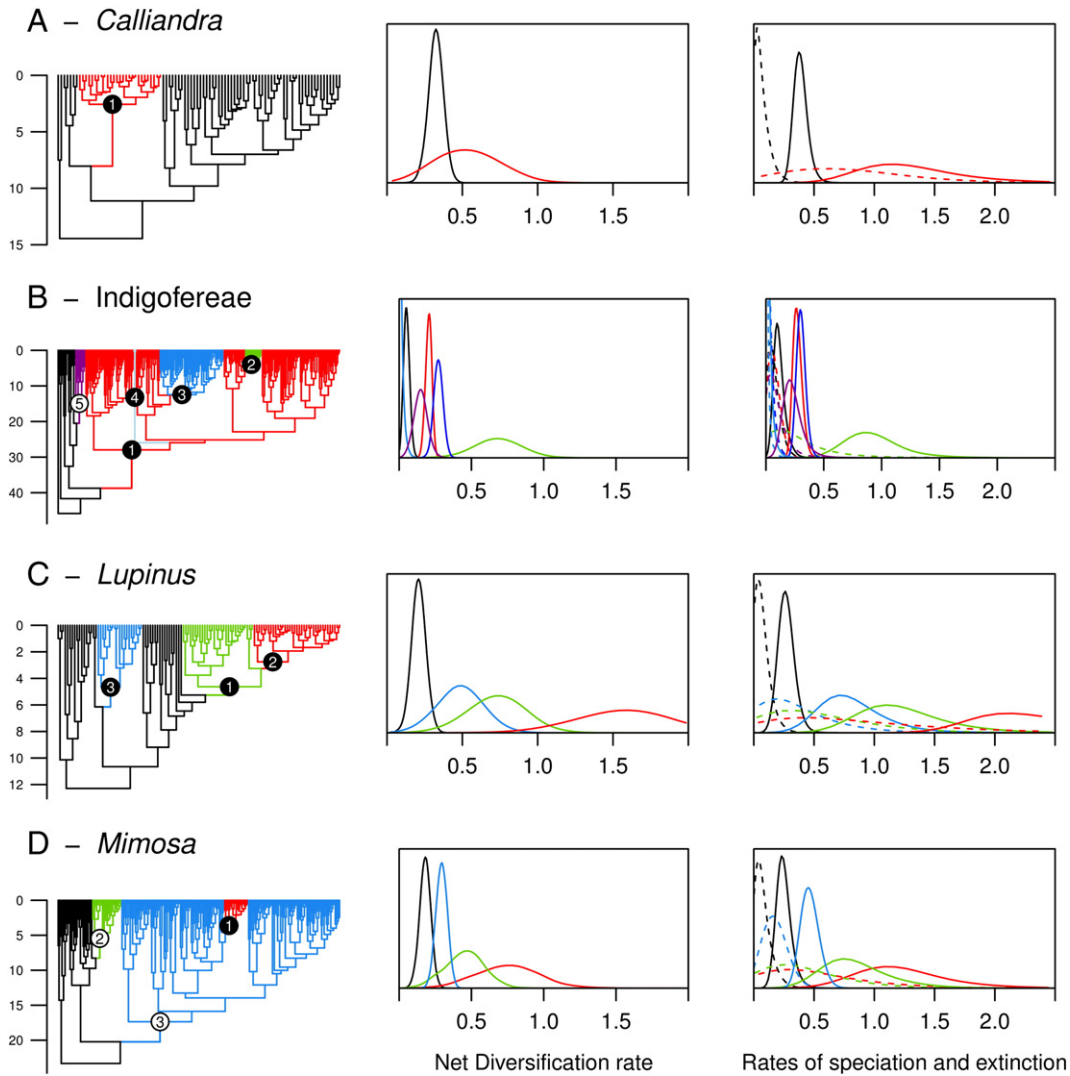 A – Calliandra
0
5
10
15
1
0.5 1.0 1.5
0.5 1.0 1.5 2.0
B – Indigofereae
0
10
20
30
40
5
4
3
2
1
0.5 1.0 1.5
0.5 1.0 1.5 2.0
C – Lupinus
0
2
4
6
8
10
12
3
1
2
0.5 1.0 1.5
0.5 1.0 1.5 2.0
D – Mimosa
0
5
10
15
20
2
1
3
0.5 1.0 1.5
0.5 1.0 1.5 2.0
Net Diversification rate
Rates of speciation and extinction